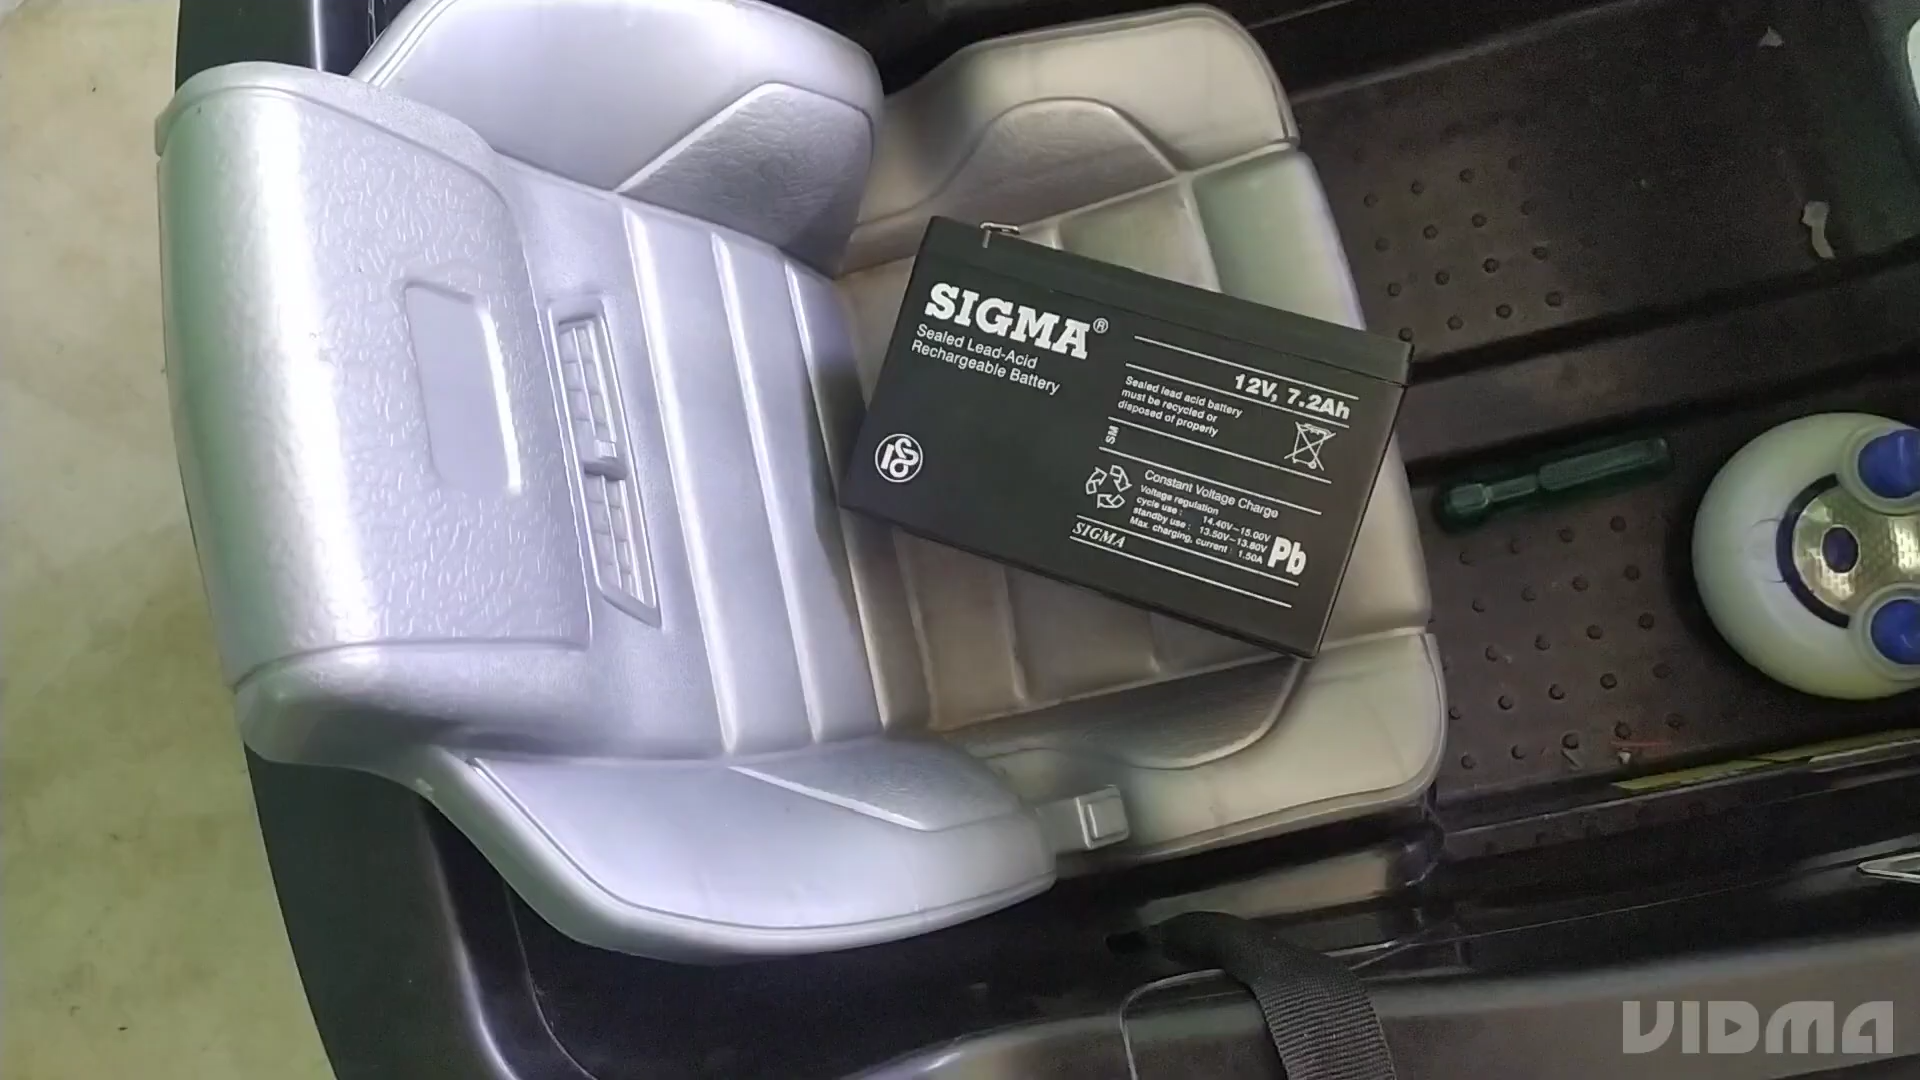 SIGMA®
Sealed Lead-Acid
Rechargeable Battery
12V, 7.2Ah
Sealed lead acid battery
must be recycled or
disposed of properly
SM
Constant Voltage Charge
Voltage regulation
cycle use : 14.40V–15.00V
standby use : 13.50V–13.80V
Max. charging, current : 1.50A
Pb
SIGMA
VIDMA